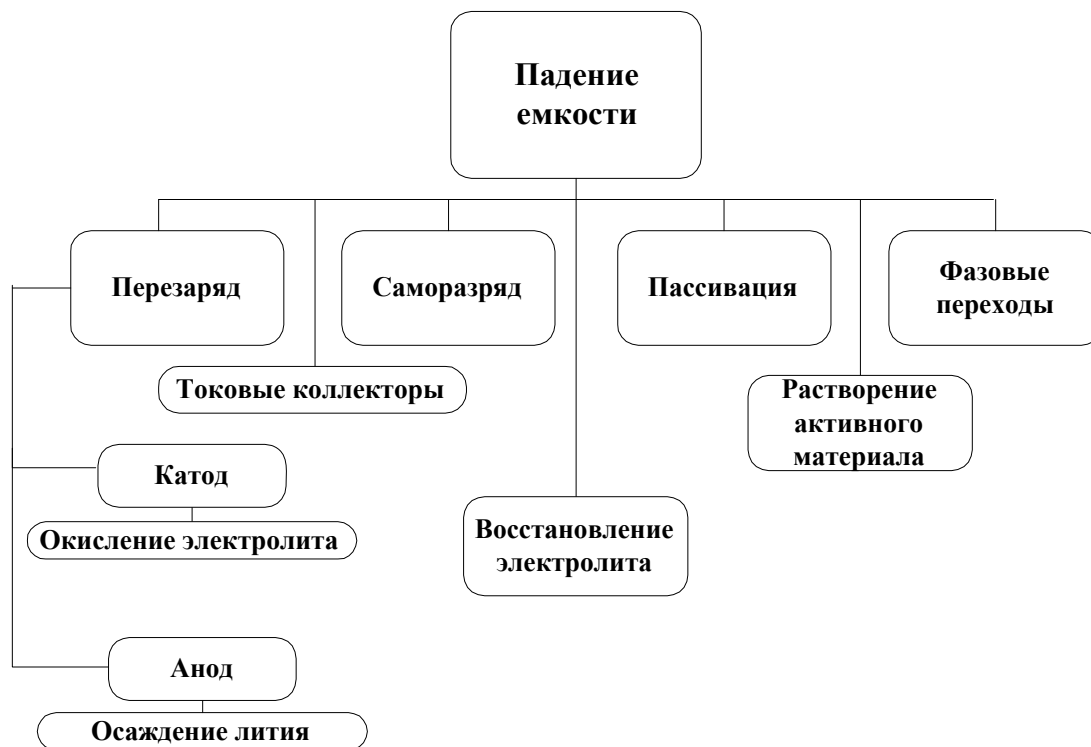 Падение
емкости
Перезаряд
Саморазряд
Пассивация
Фазовые
переходы
Токовые коллекторы
Растворение
активного
материала
Катод
Окисление электролита
Восстановление
электролита
Анод
Осаждение лития